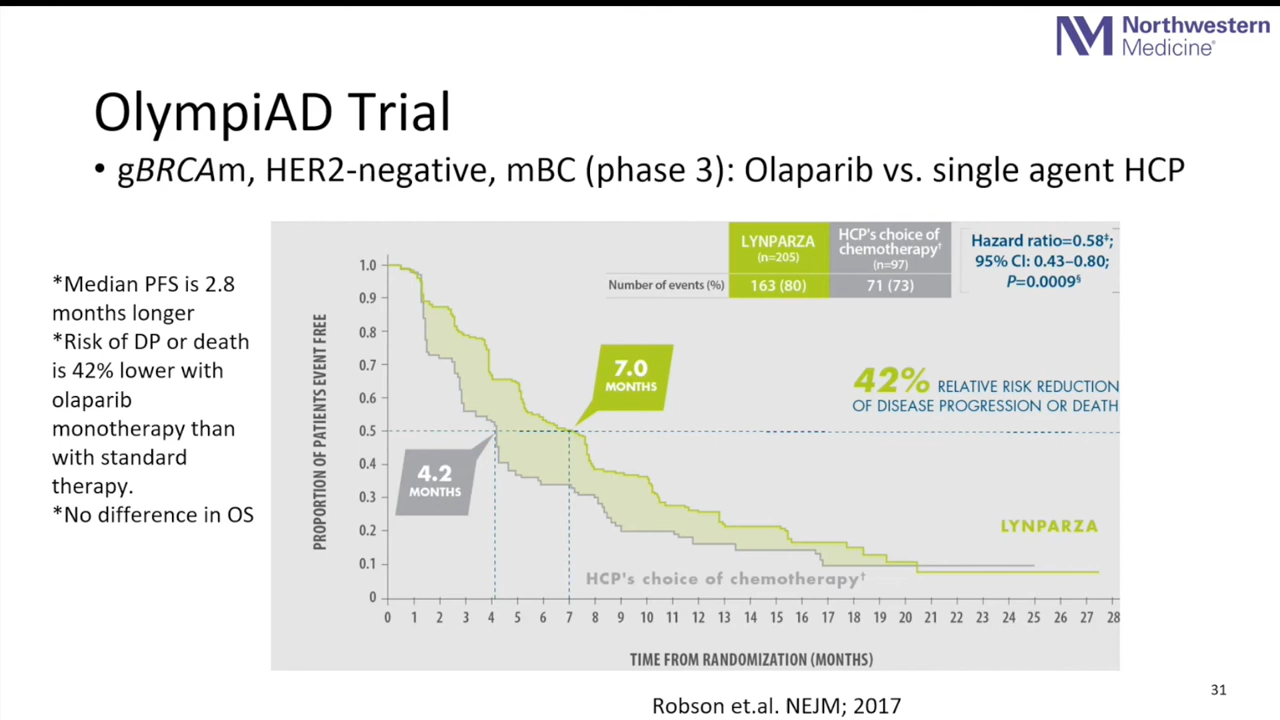 Northwestern
Medicine®
OlympiAD Trial
• gBRCAm, HER2-negative, mBC (phase 3): Olaparib vs. single agent HCP
*Median PFS is 2.8
months longer
*Risk of DP or death
is 42% lower with
olaparib
monotherapy than
with standard
therapy.
*No difference in OS
LYNPARZA
(n=205)
HCP's choice of
chemotherapy†
(n=97)
Number of events (%)
163 (80)
71 (73)
Hazard ratio=0.58‡;
95% CI: 0.43–0.80;
P=0.0009§
PROPORTION OF PATIENTS EVENT FREE
1.0
0.9
0.8
0.7
0.6
0.5
0.4
0.3
0.2
0.1
0
7.0
MONTHS
4.2
MONTHS
42% RELATIVE RISK REDUCTION
OF DISEASE PROGRESSION OR DEATH
LYNPARZA
HCP's choice of chemotherapy†
0 1 2 3 4 5 6 7 8 9 10 11 12 13 14 15 16 17 18 19 20 21 22 23 24 25 26 27 28
TIME FROM RANDOMIZATION (MONTHS)
Robson et.al. NEJM; 2017
31